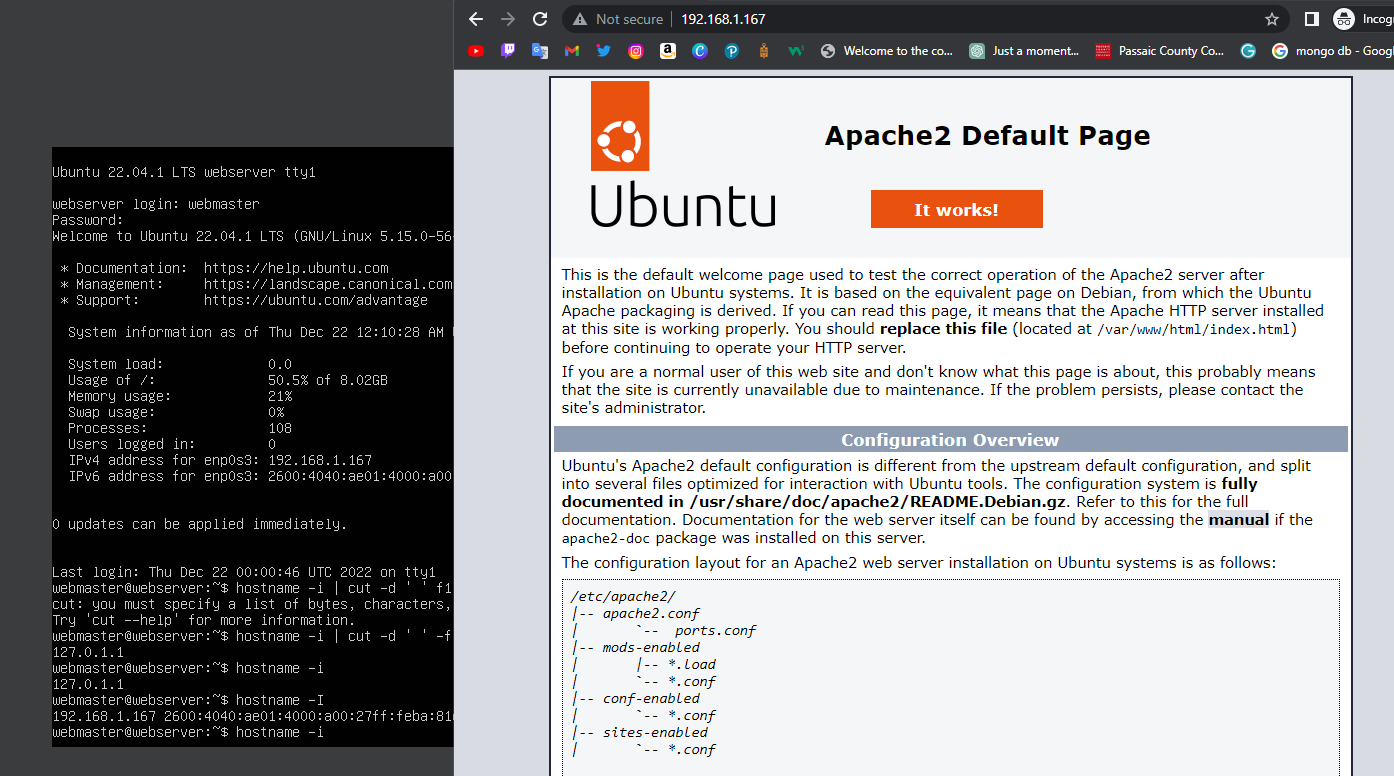 Ubuntu 22.04.1 LTS webserver tty1
webserver login: webmaster
Password:
Welcome to Ubuntu 22.04.1 LTS (GNU/Linux 5.15.0-56-
* Documentation:  https://help.ubuntu.com
* Management:     https://landscape.canonical.com
* Support:        https://ubuntu.com/advantage
System information as of Thu Dec 22 12:10:28 AM
System load:             0.0
Usage of /:              50.5% of 8.02GB
Memory usage:            21%
Swap usage:              0%
Processes:               108
Users logged in:         0
IPv4 address for enp0s3: 192.168.1.167
IPv6 address for enp0s3: 2600:4040:ae01:4000:a00
0 updates can be applied immediately.
Last login: Thu Dec 22 00:00:46 UTC 2022 on tty1
webmaster@webserver:~$ hostname -i | cut -d ' ' f1
cut: you must specify a list of bytes, characters,
Try 'cut --help' for more information.
webmaster@webserver:~$ hostname -i | cut -d ' ' -f
127.0.1.1
webmaster@webserver:~$ hostname -i
127.0.1.1
webmaster@webserver:~$ hostname -I
192.168.1.167 2600:4040:ae01:4000:a00:27ff:feba:81
webmaster@webserver:~$ hostname -i
Not secure | 192.168.1.167
Incog
Welcome to the co...
Just a moment...
Passaic County Co...
mongo db - Googl
Ubuntu
Apache2 Default Page
It works!
This is the default welcome page used to test the correct operation of the Apache2 server after
installation on Ubuntu systems. It is based on the equivalent page on Debian, from which the Ubuntu
Apache packaging is derived. If you can read this page, it means that the Apache HTTP server installed
at this site is working properly. You should replace this file (located at /var/www/html/index.html)
before continuing to operate your HTTP server.
If you are a normal user of this web site and don't know what this page is about, this probably means
that the site is currently unavailable due to maintenance. If the problem persists, please contact the
site's administrator.
Configuration Overview
Ubuntu's Apache2 default configuration is different from the upstream default configuration, and split
into several files optimized for interaction with Ubuntu tools. The configuration system is fully
documented in /usr/share/doc/apache2/README.Debian.gz. Refer to this for the full
documentation. Documentation for the web server itself can be found by accessing the manual if the
apache2-doc package was installed on this server.
The configuration layout for an Apache2 web server installation on Ubuntu systems is as follows:
/etc/apache2/
|-- apache2.conf
|       `--  ports.conf
|-- mods-enabled
|       |-- *.load
|       `-- *.conf
|-- conf-enabled
|       `-- *.conf
|-- sites-enabled
|       `-- *.conf